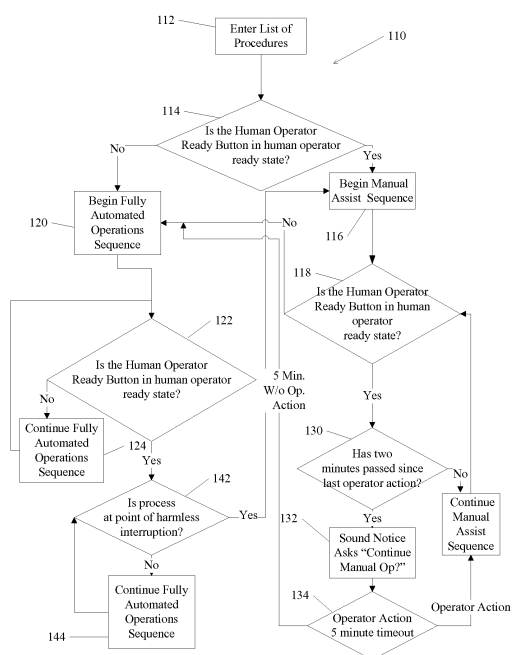 112
Enter List of
Procedures
110
114
Is the Human Operator
Ready Button in human operator
ready state?
No
Yes
Begin Fully
Automated
Operations
Sequence
120
Begin Manual
Assist Sequence
116
No
118
Is the Human Operator
Ready Button in human
operator
ready state?
122
Is the Human Operator
Ready Button in human operator
ready state?
5 Min.
W/o Op.
Action
No
Yes
Continue Fully
Automated
Operations
Sequence
124
Yes
130
Has two
minutes passed since
last operator action?
No
142
Is process
at point of harmless
interruption?
Yes
Yes
132
Sound Notice
Asks “Continue
Manual Op?”
Continue
Manual
Assist
Sequence
No
Continue Fully
Automated
Operations
Sequence
144
134
Operator Action
5 minute timeout
Operator Action